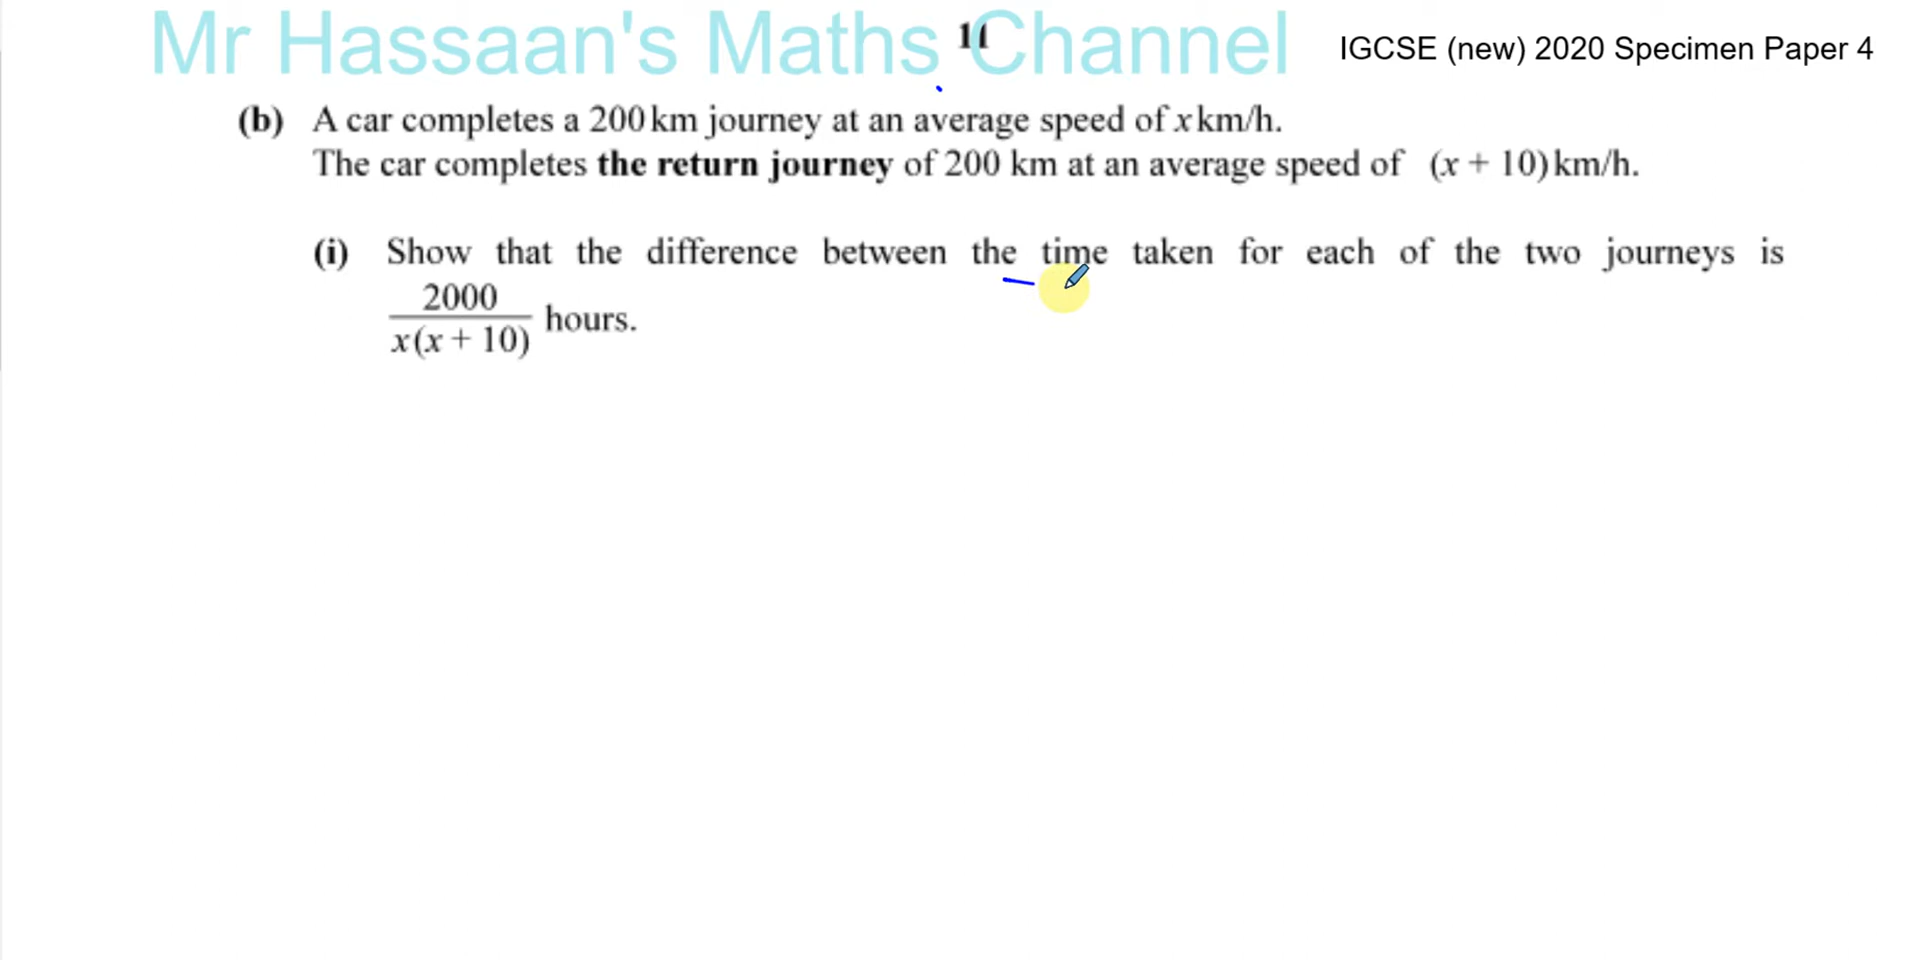 Mr Hassaan's Maths Channel
11
IGCSE (new) 2020 Specimen Paper 4
(b) A car completes a 200 km journey at an average speed of x km/h.
The car completes the return journey of 200 km at an average speed of (x + 10) km/h.
(i) Show that the difference between the time taken for each of the two journeys is
2000
x(x + 10)
hours.